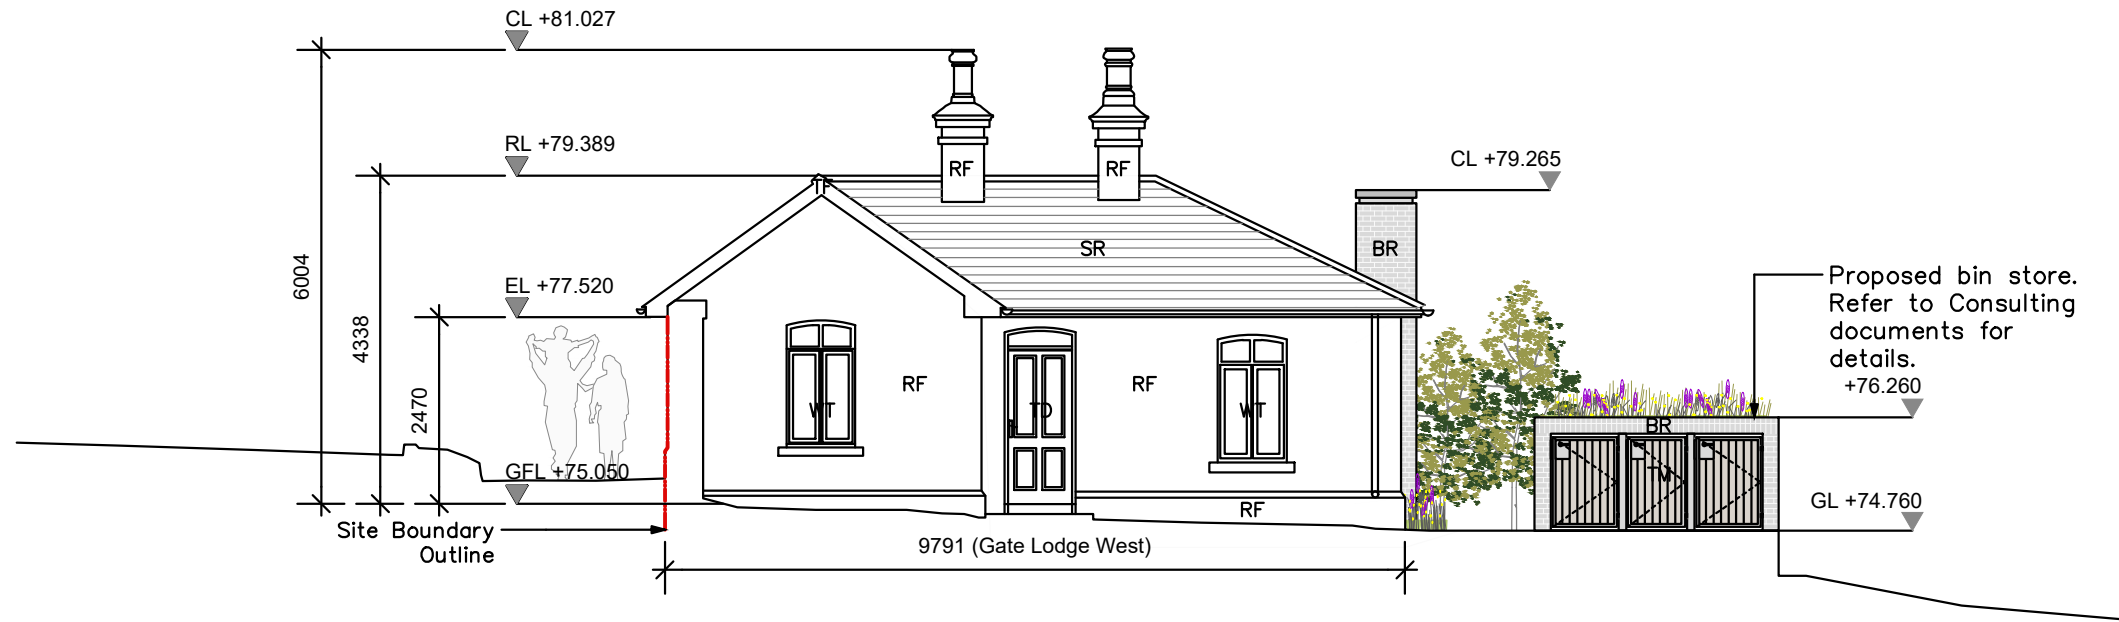 CL +81.027
RL +79.389
CL +79.265
EL +77.520
6004
4338
2470
RF
RF
TF
SR
BR
Proposed bin store.
Refer to Consulting
documents for
details.
+76.260
RF
RF
WT
TD
WT
BR
TM
GFL +75.050
GL +74.760
RF
Site Boundary
Outline
9791 (Gate Lodge West)